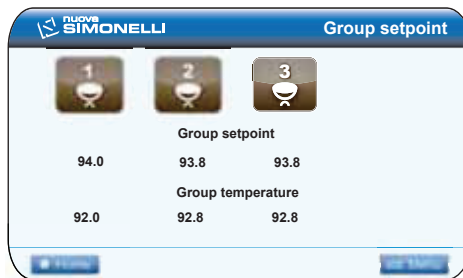 nuova
SIMONELLI
Group setpoint
1 2 3
Group setpoint
94.0 93.8 93.8
Group temperature
92.0 92.8 92.8